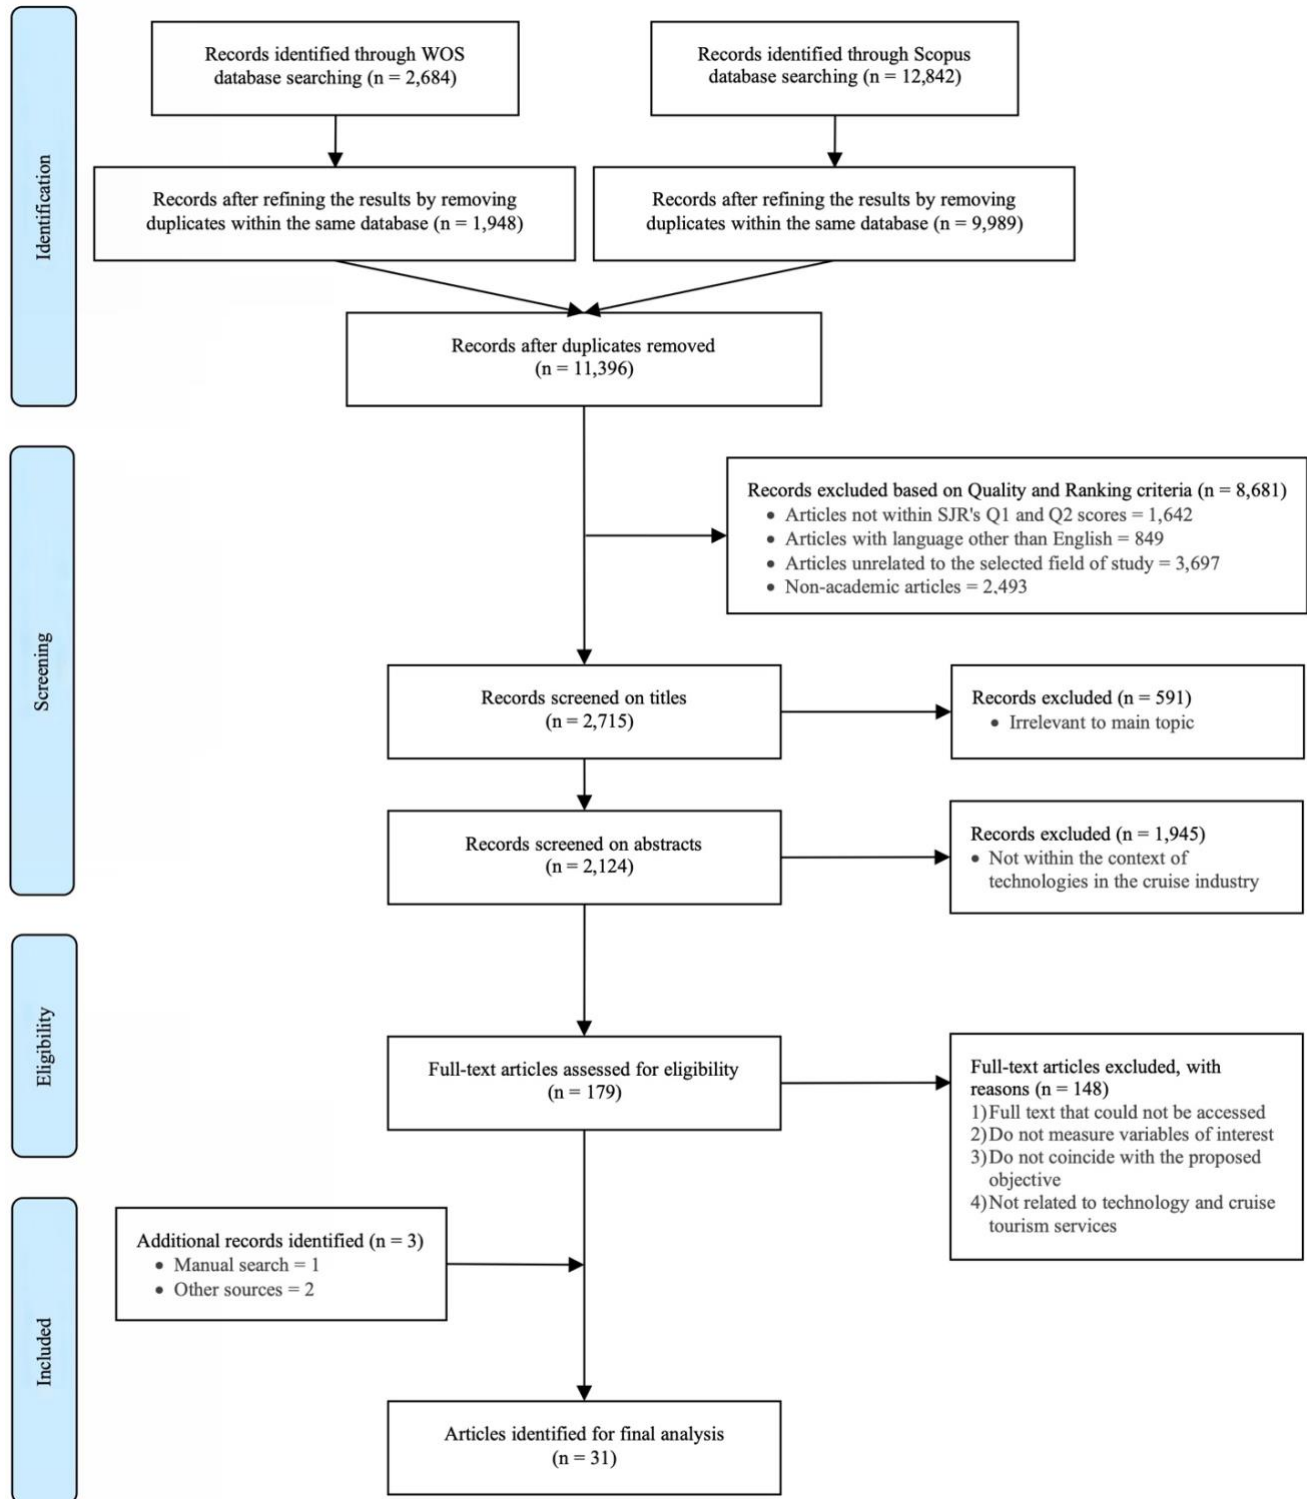 Identification
Records identified through WOS
database searching (n = 2,684)
Records identified through Scopus
database searching (n = 12,842)
Records after refining the results by removing
duplicates within the same database (n = 1,948)
Records after refining the results by removing
duplicates within the same database (n = 9,989)
Records after duplicates removed
(n = 11,396)
Screening
Records excluded based on Quality and Ranking criteria (n = 8,681)
• Articles not within SJR's Q1 and Q2 scores = 1,642
• Articles with language other than English = 849
• Articles unrelated to the selected field of study = 3,697
• Non-academic articles = 2,493
Records screened on titles
(n = 2,715)
Records excluded (n = 591)
• Irrelevant to main topic
Records screened on abstracts
(n = 2,124)
Records excluded (n = 1,945)
• Not within the context of
technologies in the cruise industry
Eligibility
Full-text articles assessed for eligibility
(n = 179)
Full-text articles excluded, with
reasons (n = 148)
1)Full text that could not be accessed
2)Do not measure variables of interest
3)Do not coincide with the proposed
objective
4)Not related to technology and cruise
tourism services
Included
Additional records identified (n = 3)
• Manual search = 1
• Other sources = 2
Articles identified for final analysis
(n = 31)